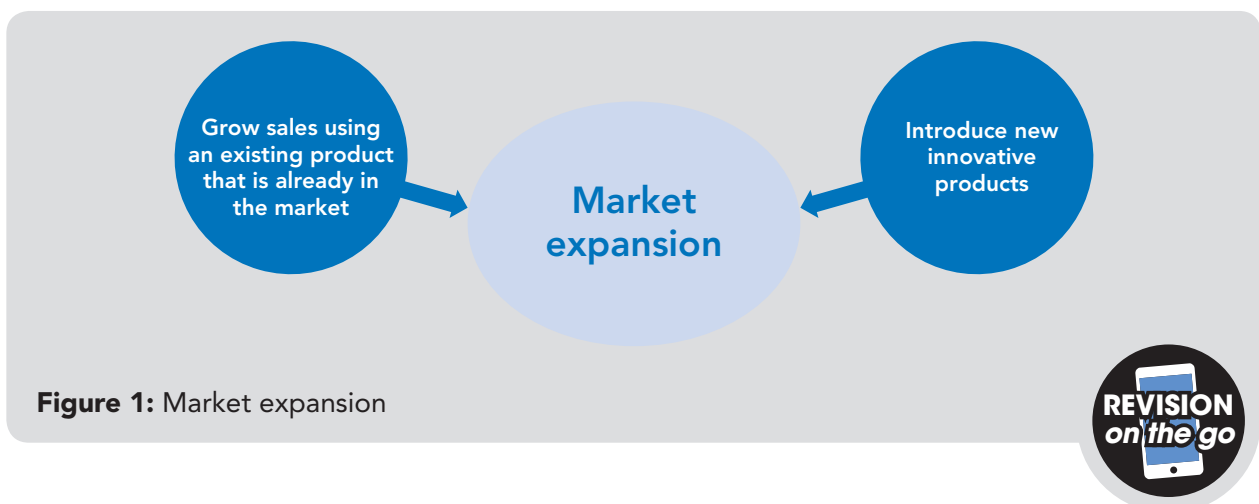 Grow sales using
an existing product
that is already in
the market
Market
expansion
Introduce new
innovative
products
Figure 1: Market expansion
REVISION
on the go